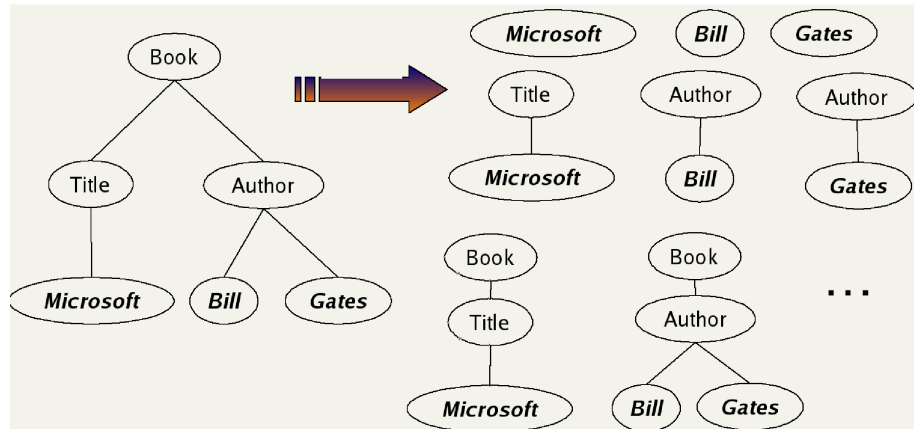 Book
Title Author
Microsoft Bill Gates
Microsoft Bill Gates
Title Author Author
Microsoft Bill Gates
Book Book
Title Author
Microsoft Bill Gates
...